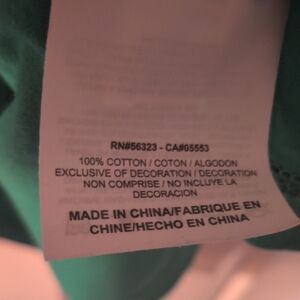 RN#56323 - CA#05553
100% COTTON / COTON / ALGODON
EXCLUSIVE OF DECORATION / DECORATION
NON COMPRISE / NO INCLUYE LA
DECORACION
MADE IN CHINA/FABRIQUE EN
CHINE/HECHO EN CHINA